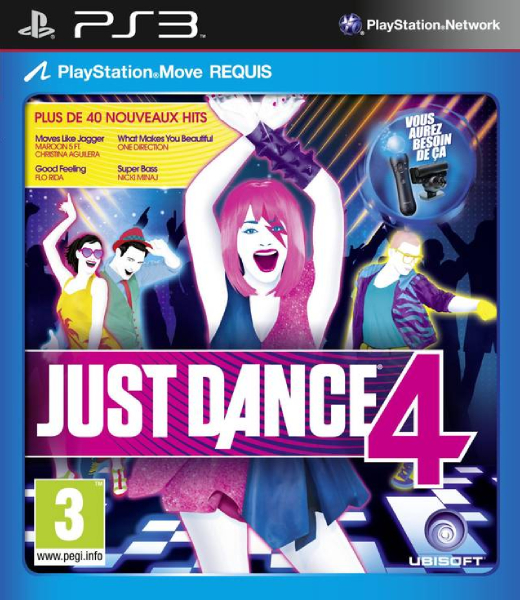 PS3
PlayStation®Network
PlayStation®Move REQUIS
PLUS DE 40 NOUVEAUX HITS
Moves Like Jagger
MAROON 5 FT.
CHRISTINA AGUILERA
What Makes You Beautiful
ONE DIRECTION
Good Feeling
FLO RIDA
Super Bass
NICKI MINAJ
VOUS
AUREZ
BESOIN
DE ÇA
JUST DANCE® 4
3
www.pegi.info
UBISOFT